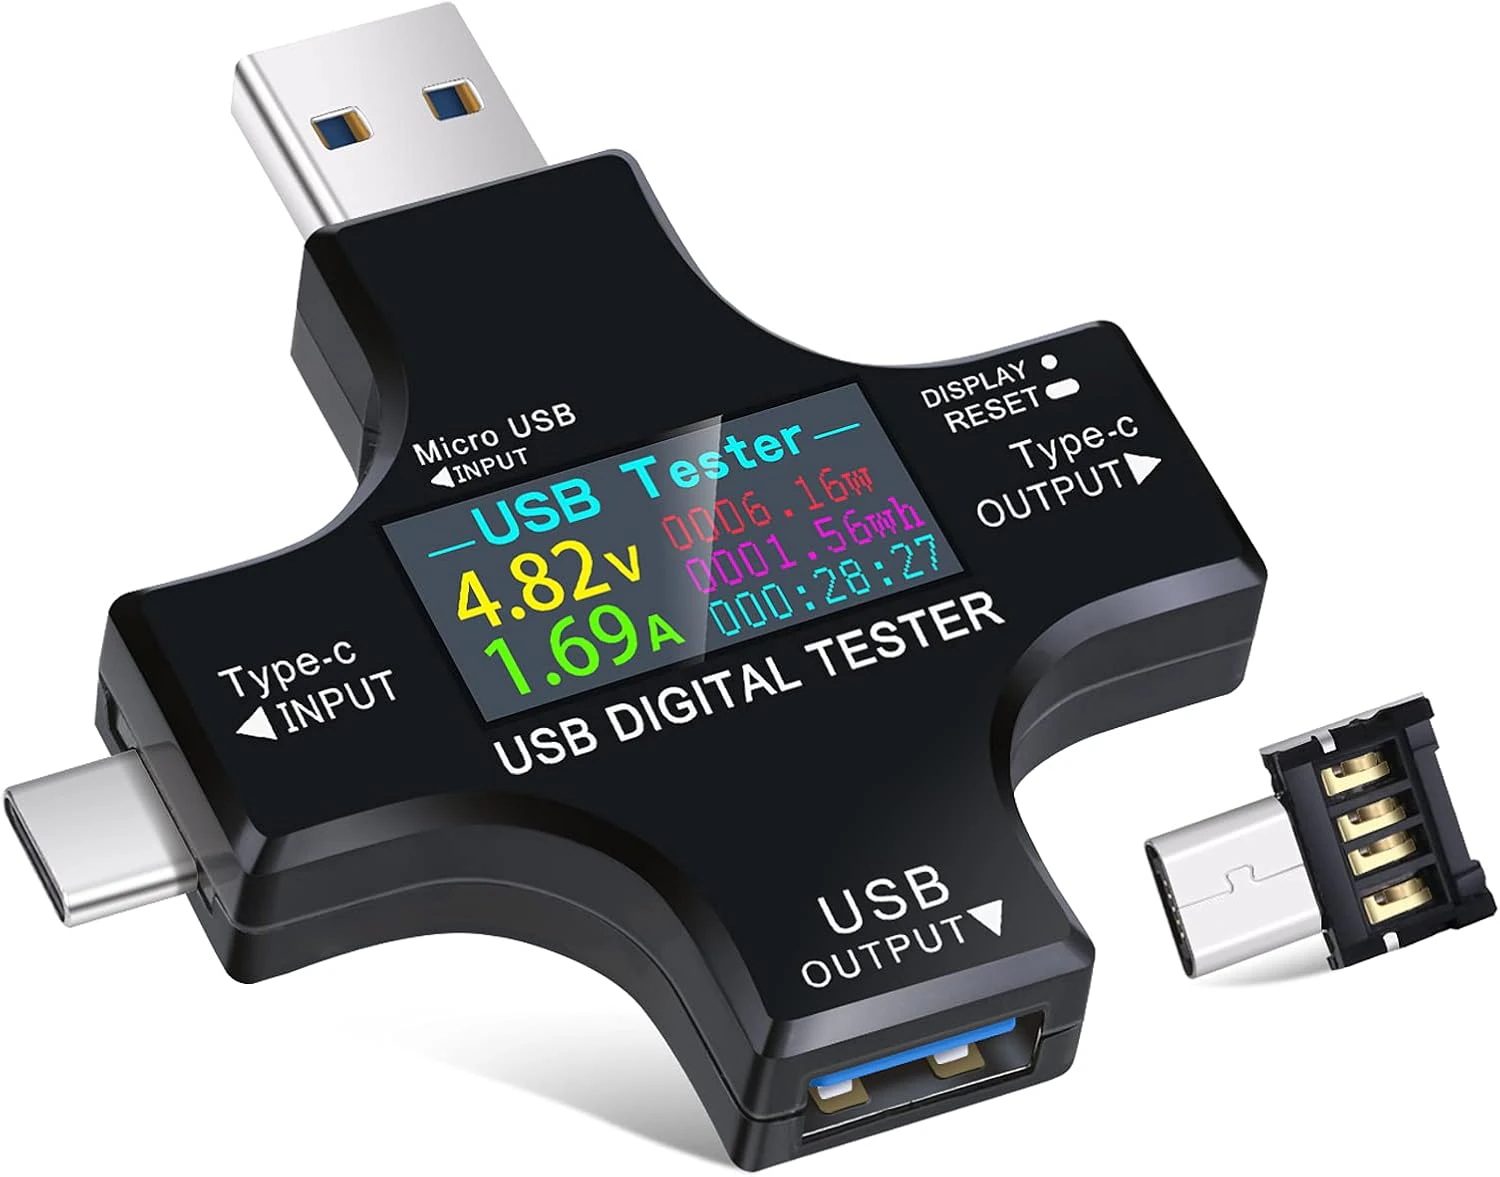 DISPLAY
RESET
Type-c
OUTPUT
Micro USB
INPUT
USB Tester
4.82V
1.69A
0006.16W
0001.56Wh
000:28:27
Type-c
INPUT
USB DIGITAL TESTER
USB
OUTPUT